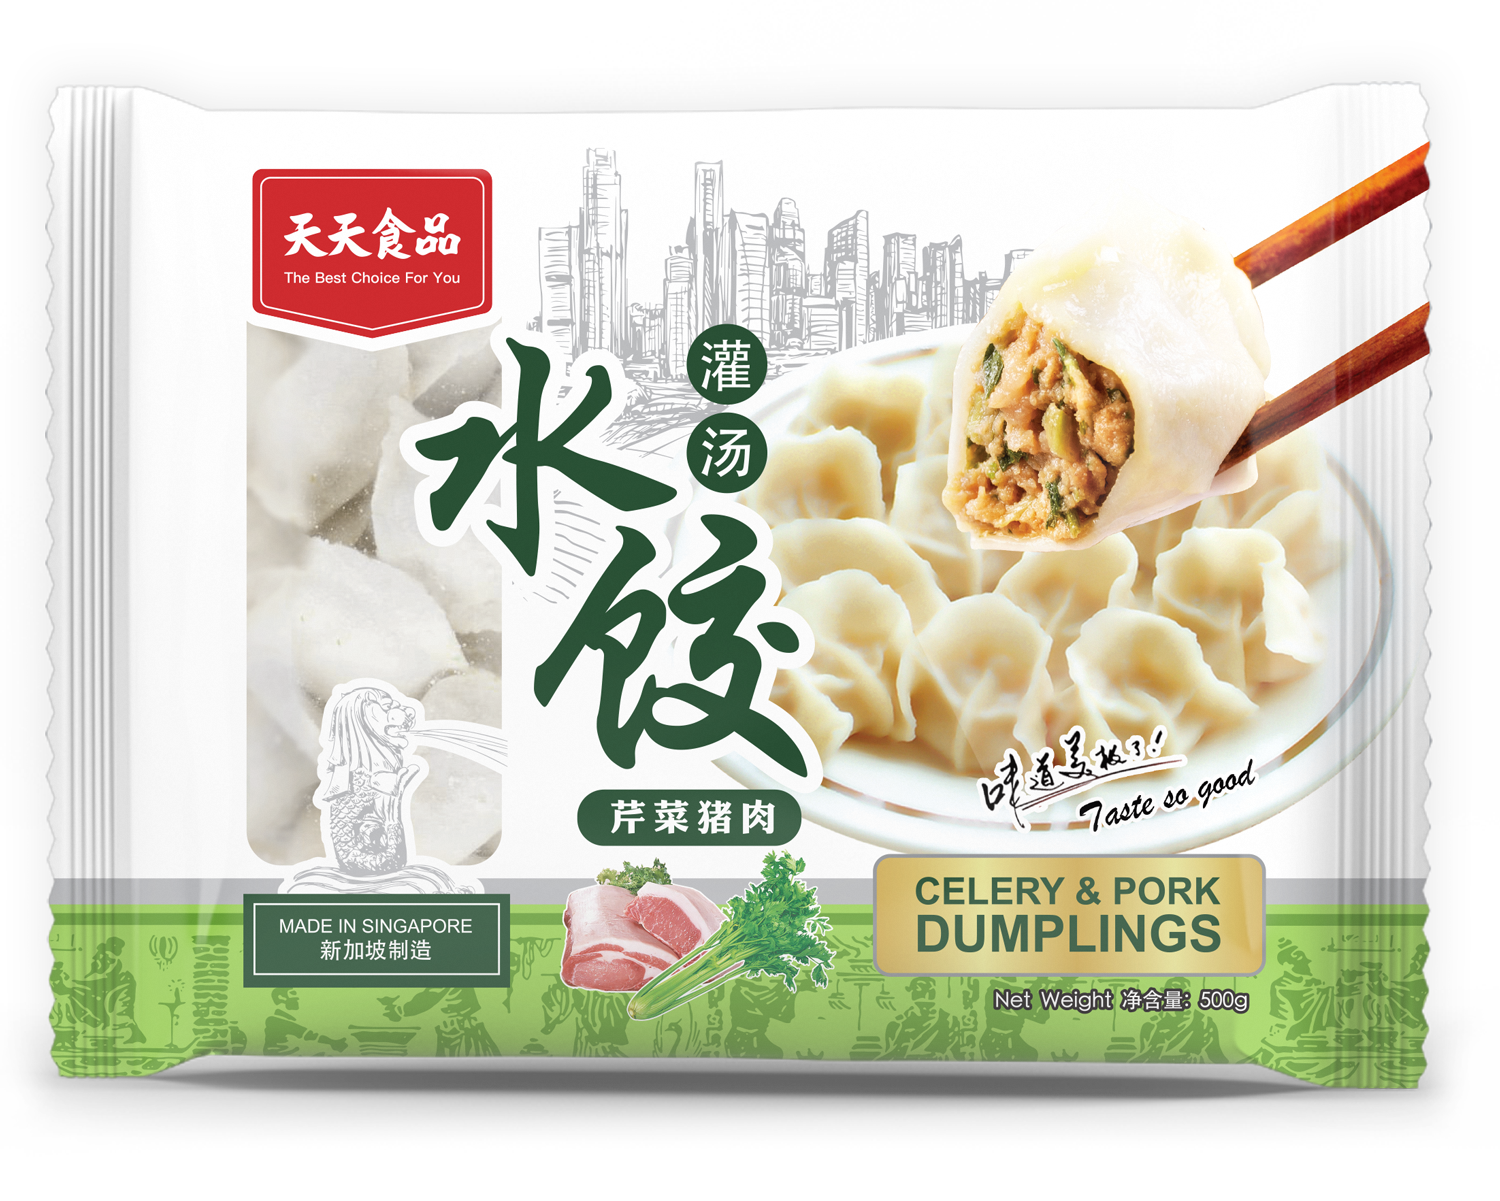 天天食品
The Best Choice For You
灌汤
水饺
芹菜猪肉
味道美极了!
Taste so good
CELERY & PORK
DUMPLINGS
MADE IN SINGAPORE
新加坡制造
Net Weight 净含量: 500g